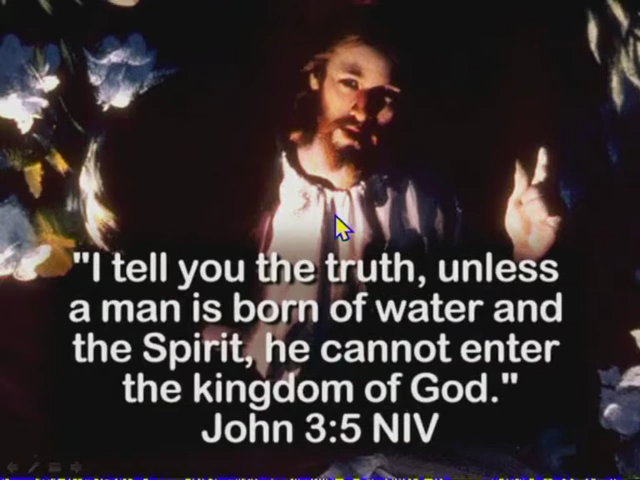 "I tell you the truth, unless
a man is born of water and
the Spirit, he cannot enter
the kingdom of God."
John 3:5 NIV